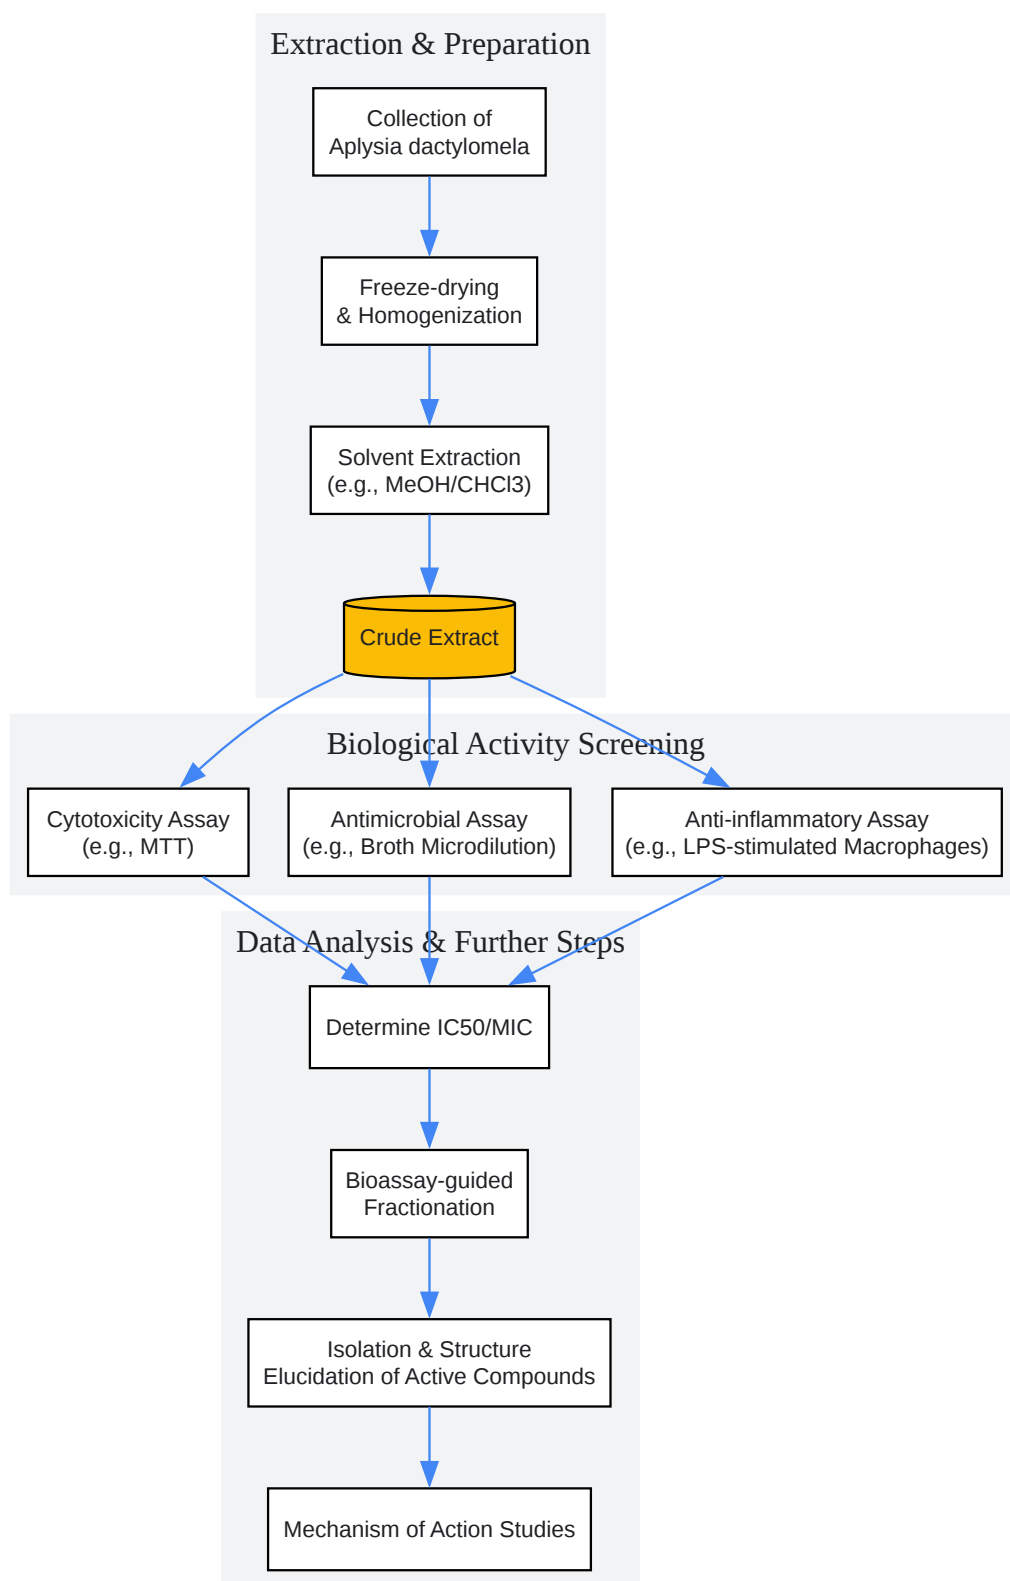 Extraction & Preparation
Collection of
Aplysia dactylomela
Freeze-drying
& Homogenization
Solvent Extraction
(e.g., MeOH/CHCl3)
Crude Extract
Biological Activity Screening
Cytotoxicity Assay
(e.g., MTT)
Antimicrobial Assay
(e.g., Broth Microdilution)
Anti-inflammatory Assay
(e.g., LPS-stimulated Macrophages)
Data Analysis & Further Steps
Determine IC50/MIC
Bioassay-guided
Fractionation
Isolation & Structure
Elucidation of Active Compounds
Mechanism of Action Studies